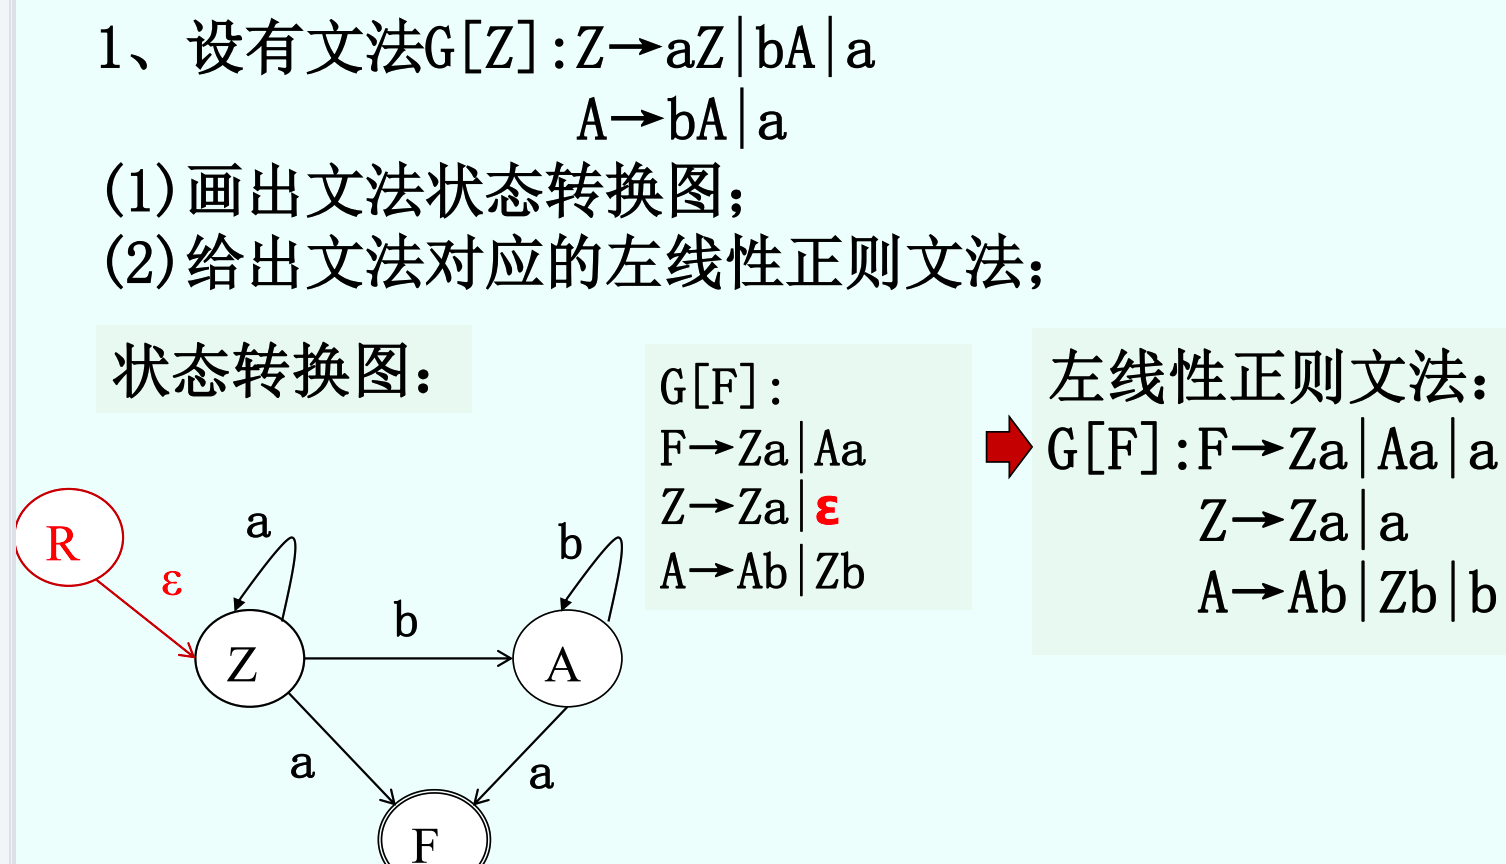 1、设有文法G[Z]:Z→aZ|bA|a
A→bA|a
(1)画出文法状态转换图;
(2)给出文法对应的左线性正则文法;
状态转换图:
G[F]:
F→Za|Aa
Z→Za|ε
A→Ab|Zb
左线性正则文法:
G[F]:F→Za|Aa|a
Z→Za|a
A→Ab|Zb|b
R
ε
a
b
b
Z
A
a
a
F